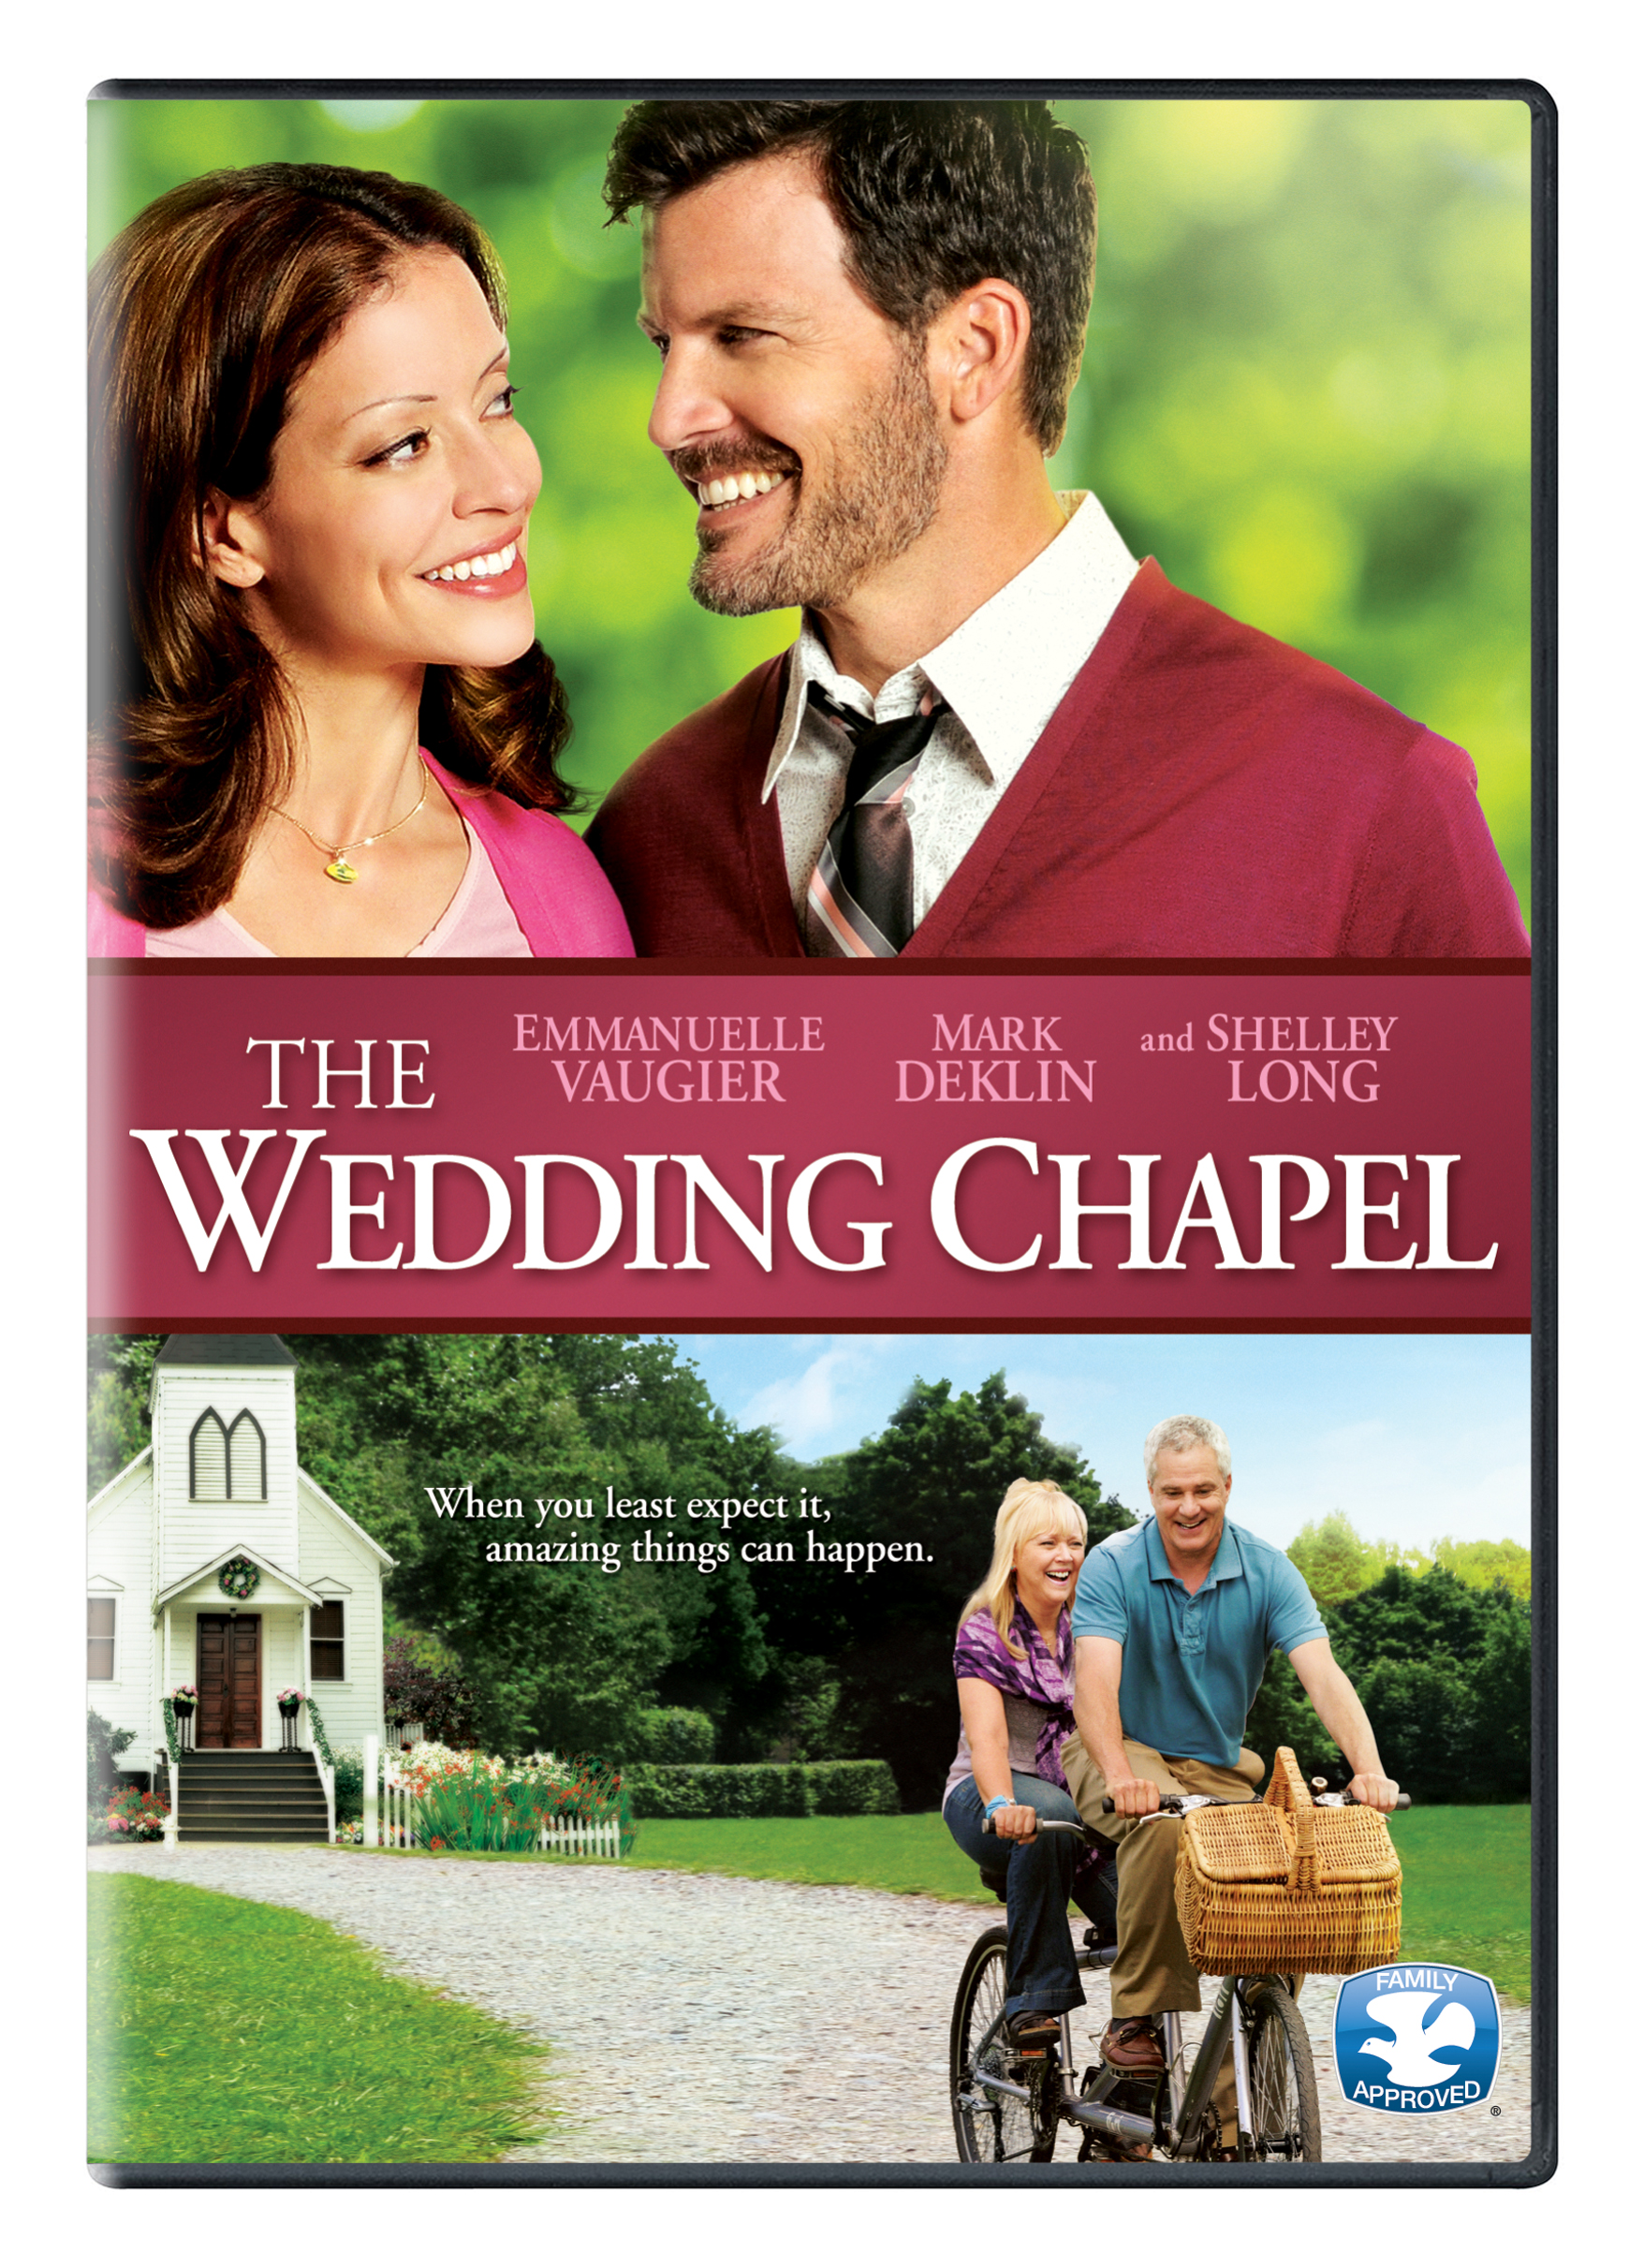 THE
EMMANUELLE VAUGIER
MARK DEKLIN
and SHELLEY LONG
WEDDING CHAPEL
When you least expect it,
amazing things can happen.
FAMILY
APPROVED
®